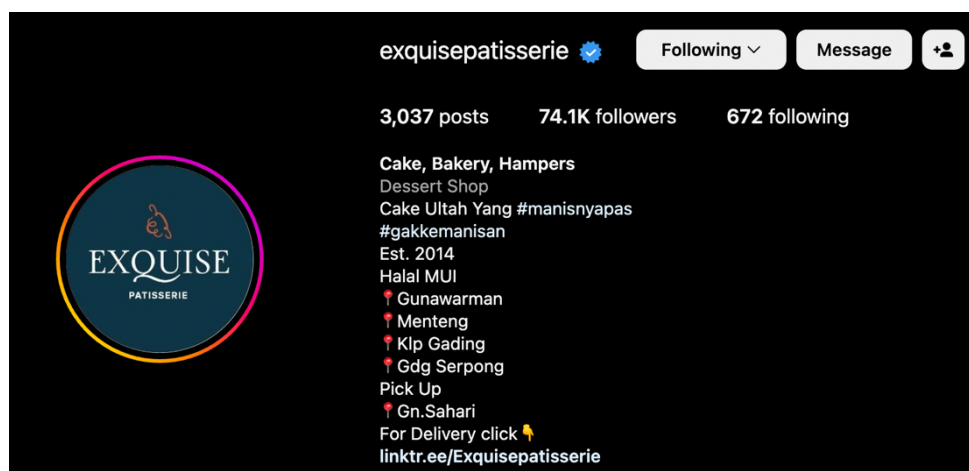 exquisepatisserie
Following
Message
3,037 posts 74.1K followers 672 following
EXQUISE
PATISSERIE
Cake, Bakery, Hampers
Dessert Shop
Cake Ultah Yang #manisnyapas
#gakkemanisan
Est. 2014
Halal MUI
📍Gunawarman
📍Menteng
📍Klp Gading
📍Gdg Serpong
Pick Up
📍Gn.Sahari
For Delivery click👇
linktr.ee/Exquisepatisserie